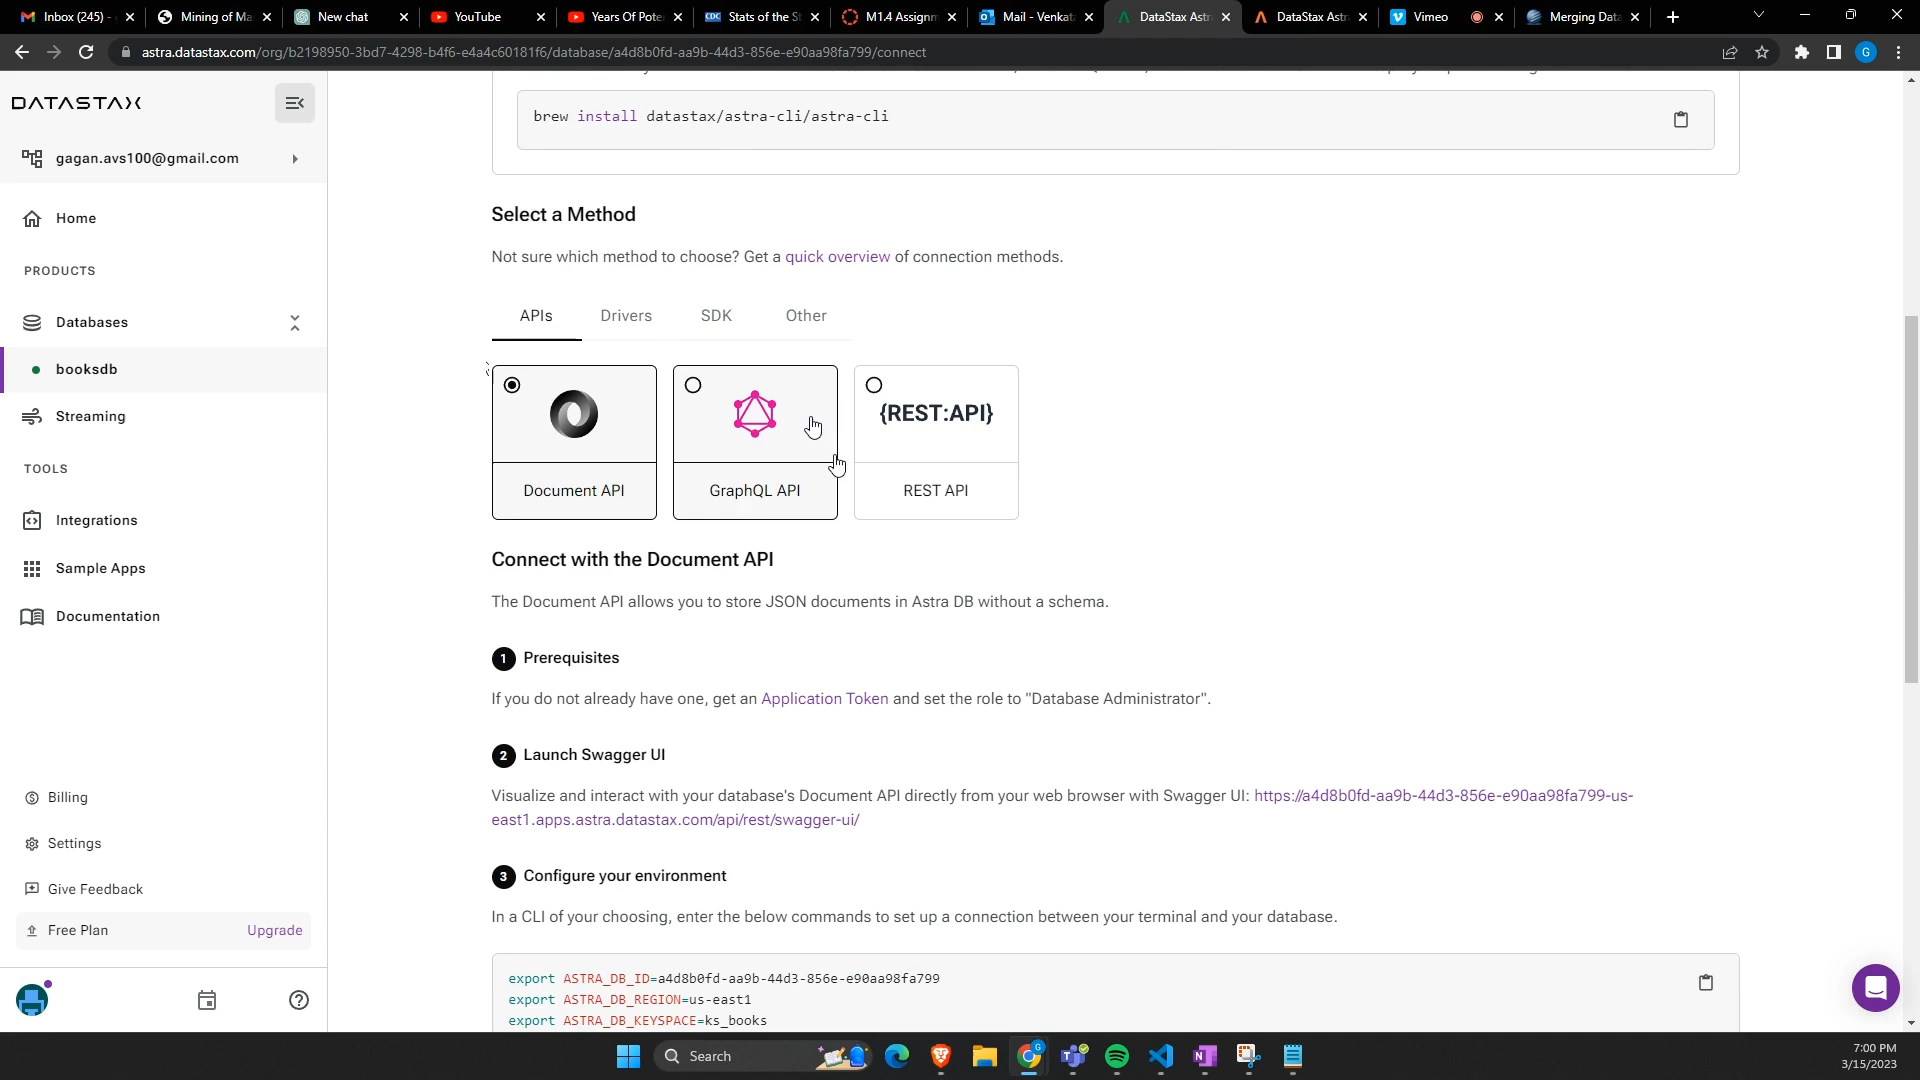 Inbox (245) -
Mining of Ma
New chat
YouTube
Years Of Pote
CDC
Stats of the S
M1.4 Assignm
Mail - Venkata
DataStax Astr
DataStax Astr
Vimeo
Merging Data
astra.datastax.com/org/b2198950-3bd7-4298-b4f6-e4a4c60181f6/database/a4d8b0fd-aa9b-44d3-856e-e90aa98fa799/connect
G
DATASTAX
gagan.avs100@gmail.com
Home
PRODUCTS
Databases
booksdb
Streaming
TOOLS
Integrations
Sample Apps
Documentation
Billing
Settings
Give Feedback
Free Plan
Upgrade
brew install datastax/astra-cli/astra-cli
Select a Method
Not sure which method to choose? Get a quick overview of connection methods.
APIs
Drivers
SDK
Other
{REST:API}
Document API
GraphQL API
REST API
Connect with the Document API
The Document API allows you to store JSON documents in Astra DB without a schema.
1 Prerequisites
If you do not already have one, get an Application Token and set the role to "Database Administrator".
2 Launch Swagger UI
Visualize and interact with your database's Document API directly from your web browser with Swagger UI: https://a4d8b0fd-aa9b-44d3-856e-e90aa98fa799-us-
east1.apps.astra.datastax.com/api/rest/swagger-ui/
3 Configure your environment
In a CLI of your choosing, enter the below commands to set up a connection between your terminal and your database.
export ASTRA_DB_ID=a4d8b0fd-aa9b-44d3-856e-e90aa98fa799
export ASTRA_DB_REGION=us-east1
export ASTRA_DB_KEYSPACE=ks_books
Search
7:00 PM
3/15/2023